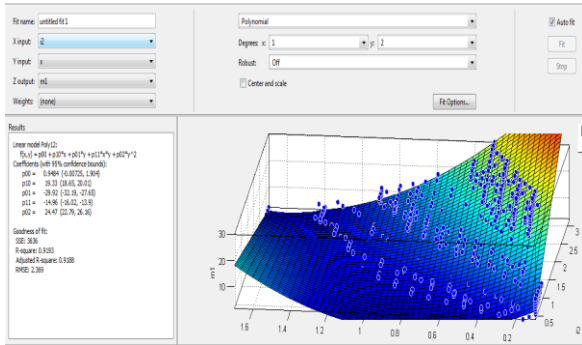 Fit name: untitled fit 1
X input: i2
Y input: x
Z output: m1
Weights: (none)
Polynomial
Degrees: x: 1 y: 2
Robust: Off
Center and scale
Fit Options...
Auto fit
Fit
Stop
Results
Linear model Poly12:
f(x,y) = p00 + p10*x + p01*y + p11*x*y + p02*y^2
Coefficients (with 95% confidence bounds):
p00 = 0.9484 (-0.00725, 1.904)
p10 = 19.33 (18.65, 20.01)
p01 = -29.92 (-32.19, -27.65)
p11 = -14.96 (-16.02, -13.9)
p02 = 24.47 (22.79, 26.16)
Goodness of fit:
SSE: 3636
R-square: 0.9193
Adjusted R-square: 0.9188
RMSE: 2.369
30
20
10
m1
1.6
1.4
1.2
1
0.8
0.6
0.4
0.2
3
2.5
2
1.5
1
0.5
i2